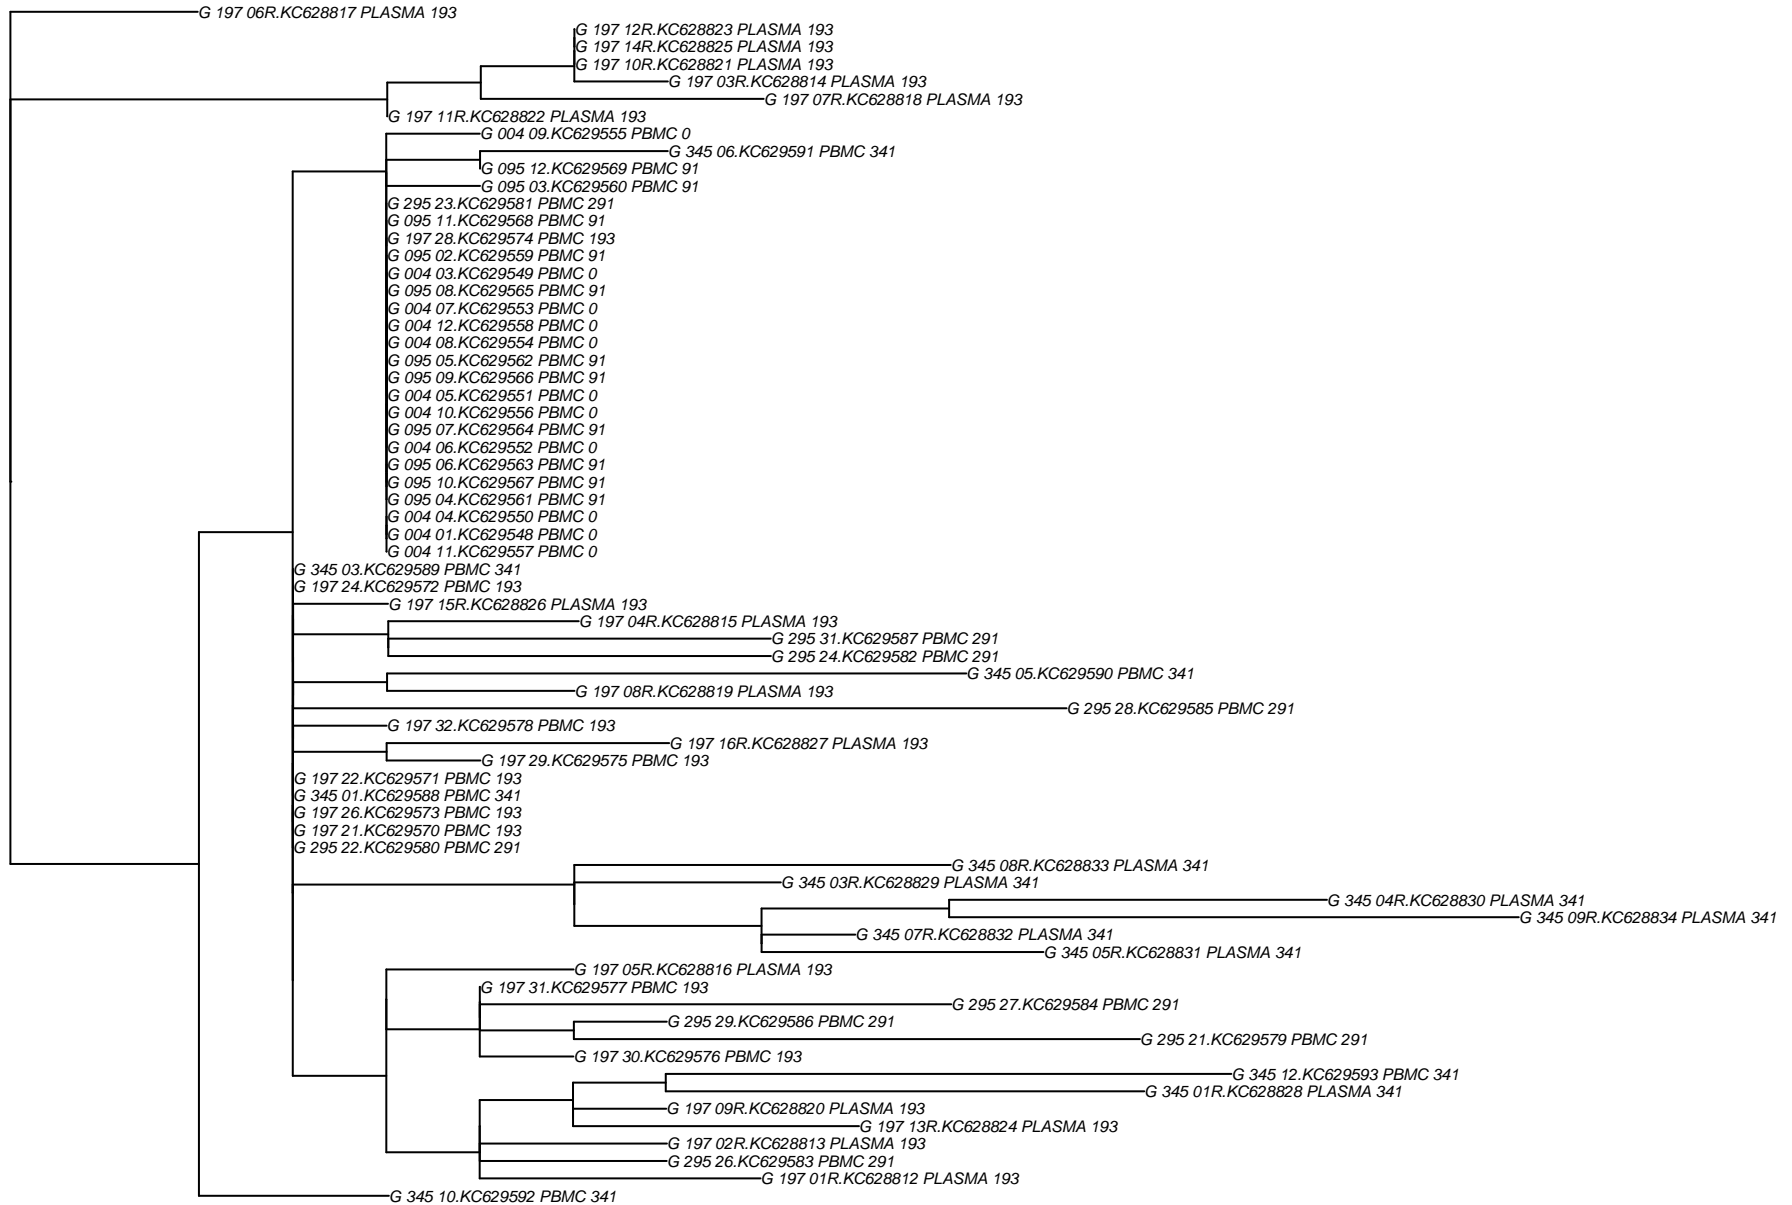 G 197 06R.KC628817 PLASMA 193
G 197 12R.KC628823 PLASMA 193
G 197 14R.KC628825 PLASMA 193
G 197 10R.KC628821 PLASMA 193
G 197 03R.KC628814 PLASMA 193
G 197 07R.KC628818 PLASMA 193
G 197 11R.KC628822 PLASMA 193
G 004 09.KC629555 PBMC 0
G 345 06.KC629591 PBMC 341
G 095 12.KC629569 PBMC 91
G 095 03.KC629560 PBMC 91
G 295 23.KC629581 PBMC 291
G 095 11.KC629568 PBMC 91
G 197 28.KC629574 PBMC 193
G 095 02.KC629559 PBMC 91
G 004 03.KC629549 PBMC 0
G 095 08.KC629565 PBMC 91
G 004 07.KC629553 PBMC 0
G 004 12.KC629558 PBMC 0
G 004 08.KC629554 PBMC 0
G 095 05.KC629562 PBMC 91
G 095 09.KC629566 PBMC 91
G 004 05.KC629551 PBMC 0
G 004 10.KC629556 PBMC 0
G 095 07.KC629564 PBMC 91
G 004 06.KC629552 PBMC 0
G 095 06.KC629563 PBMC 91
G 095 10.KC629567 PBMC 91
G 095 04.KC629561 PBMC 91
G 004 04.KC629550 PBMC 0
G 004 01.KC629548 PBMC 0
G 004 11.KC629557 PBMC 0
G 345 03.KC629589 PBMC 341
G 197 24.KC629572 PBMC 193
G 197 15R.KC628826 PLASMA 193
G 197 04R.KC628815 PLASMA 193
G 295 31.KC629587 PBMC 291
G 295 24.KC629582 PBMC 291
G 345 05.KC629590 PBMC 341
G 197 08R.KC628819 PLASMA 193
G 295 28.KC629585 PBMC 291
G 197 32.KC629578 PBMC 193
G 197 16R.KC628827 PLASMA 193
G 197 29.KC629575 PBMC 193
G 197 22.KC629571 PBMC 193
G 345 01.KC629588 PBMC 341
G 197 26.KC629573 PBMC 193
G 197 21.KC629570 PBMC 193
G 295 22.KC629580 PBMC 291
G 345 08R.KC628833 PLASMA 341
G 345 03R.KC628829 PLASMA 341
G 345 04R.KC628830 PLASMA 341
G 345 09R.KC628834 PLASMA 341
G 345 07R.KC628832 PLASMA 341
G 345 05R.KC628831 PLASMA 341
G 197 05R.KC628816 PLASMA 193
G 197 31.KC629577 PBMC 193
G 295 27.KC629584 PBMC 291
G 295 29.KC629586 PBMC 291
G 295 21.KC629579 PBMC 291
G 197 30.KC629576 PBMC 193
G 345 12.KC629593 PBMC 341
G 345 01R.KC628828 PLASMA 341
G 197 09R.KC628820 PLASMA 193
G 197 13R.KC628824 PLASMA 193
G 197 02R.KC628813 PLASMA 193
G 295 26.KC629583 PBMC 291
G 197 01R.KC628812 PLASMA 193
G 345 10.KC629592 PBMC 341